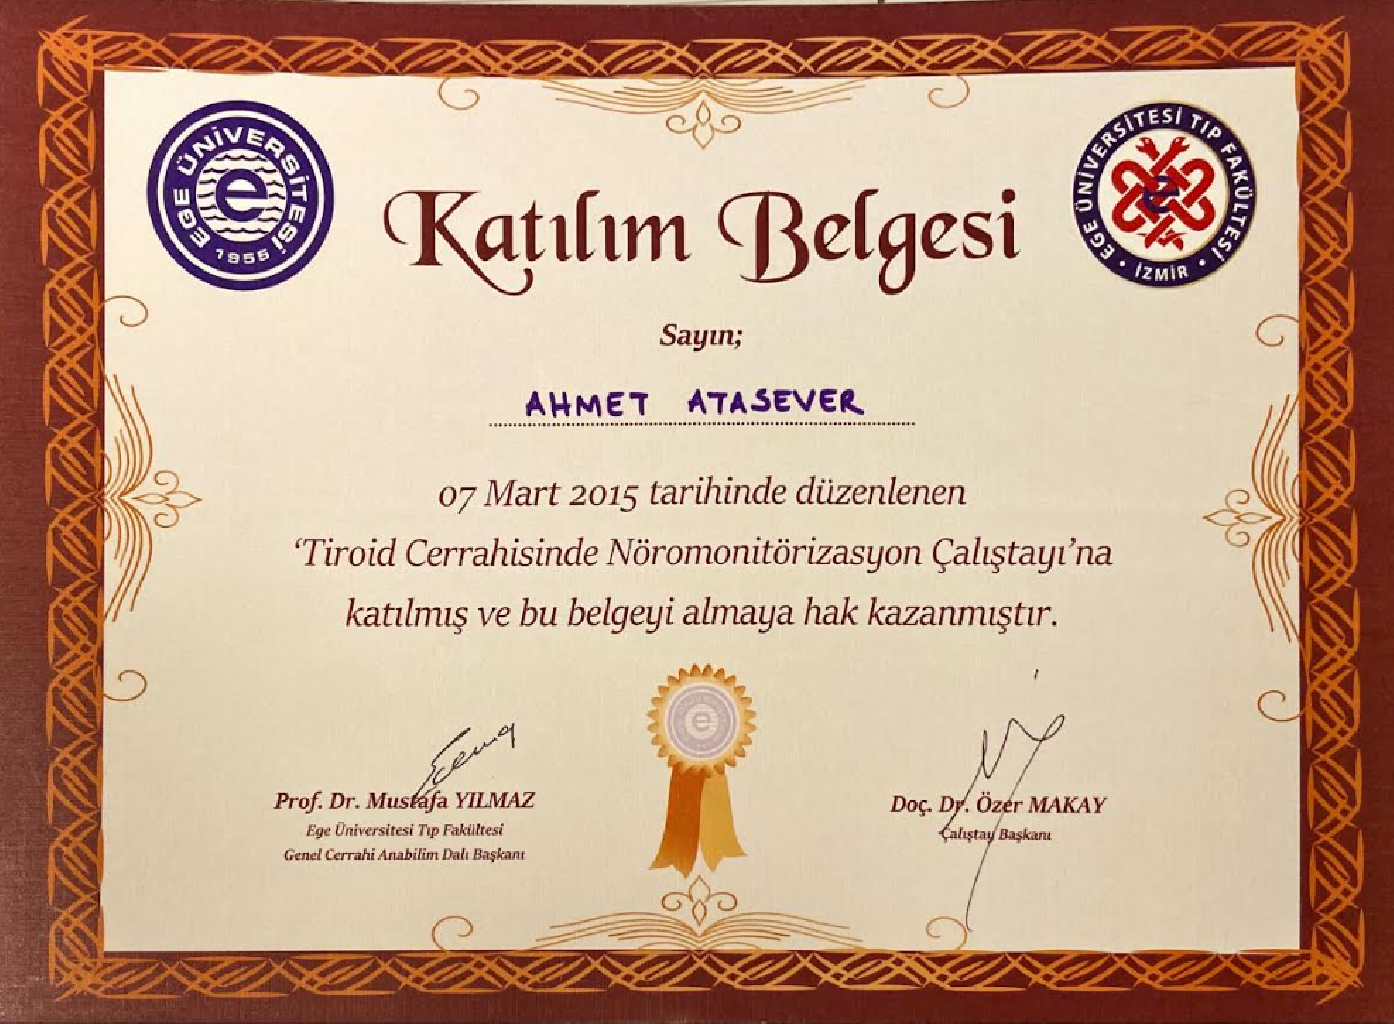 EGE ÜNİVERSİTESİ
1955
EGE ÜNİVERSİTESİ TIP FAKÜLTESİ
• İZMİR •
Katılım Belgesi
Sayın;
AHMET ATASEVER
07 Mart 2015 tarihinde düzenlenen
‘Tiroid Cerrahisinde Nöromonitörizasyon Çalıştayı’na
katılmış ve bu belgeyi almaya hak kazanmıştır.
e
Prof. Dr. Mustafa YILMAZ
Ege Üniversitesi Tıp Fakültesi
Genel Cerrahi Anabilim Dalı Başkanı
Doç. Dr. Özer MAKAY
Çalıştay Başkanı